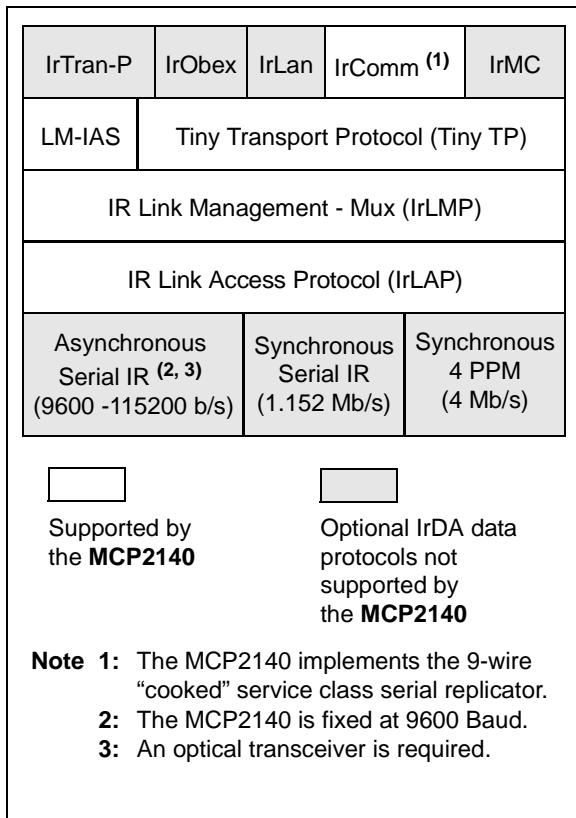 IrTran-P IrObex IrLan IrComm (1) IrMC
LM-IAS Tiny Transport Protocol (Tiny TP)
IR Link Management - Mux (IrLMP)
IR Link Access Protocol (IrLAP)
Asynchronous
Serial IR (2, 3)
(9600 -115200 b/s)
Synchronous
Serial IR
(1.152 Mb/s)
Synchronous
4 PPM
(4 Mb/s)
Supported by
the MCP2140
Optional IrDA data
protocols not
supported by
the MCP2140
Note 1: The MCP2140 implements the 9-wire
“cooked” service class serial replicator.
2: The MCP2140 is fixed at 9600 Baud.
3: An optical transceiver is required.